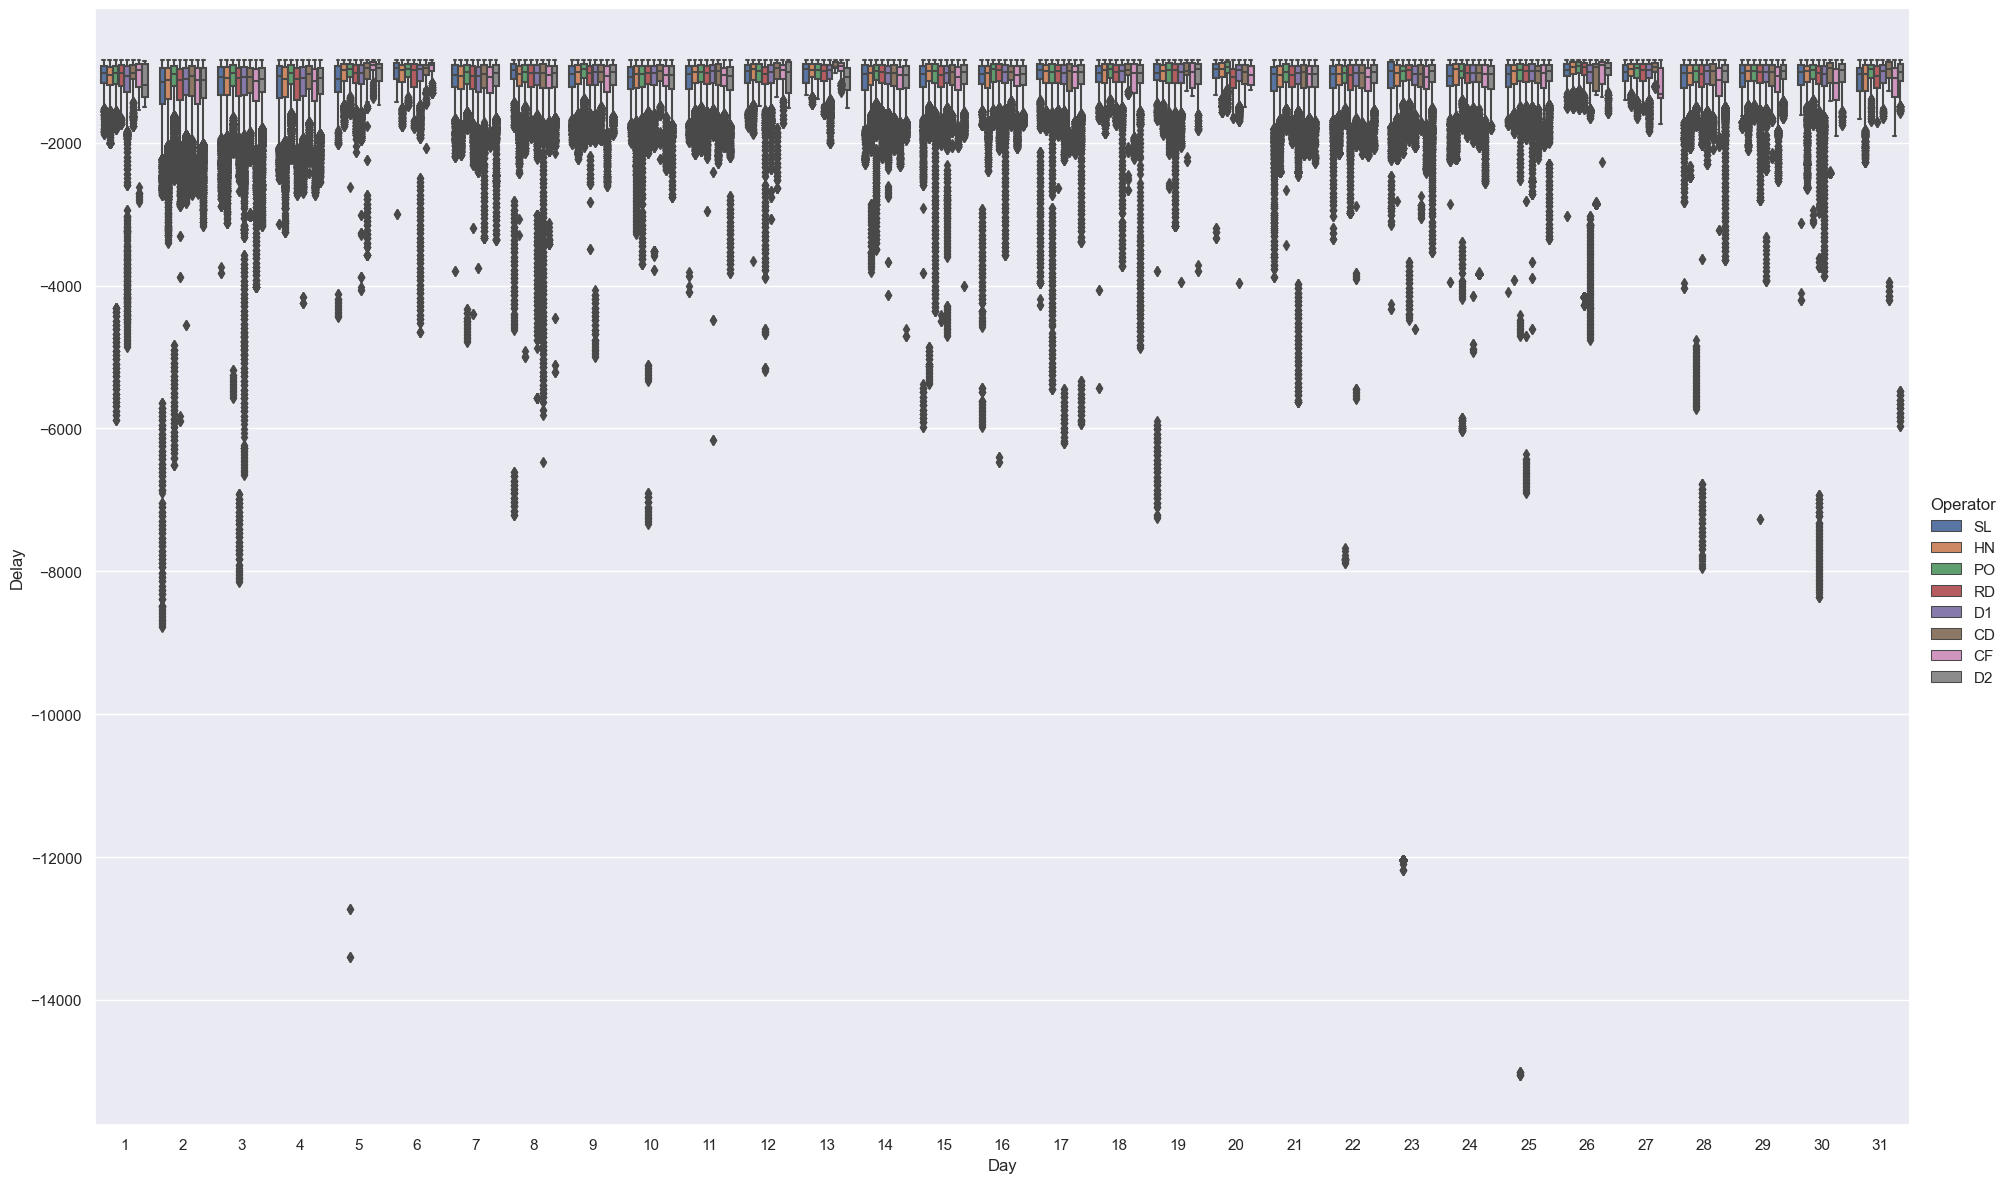 −2000
−4000
−6000
−8000
−10000
−12000
−14000
Delay
1 2 3 4 5 6 7 8 9 10 11 12 13 14 15 16 17 18 19 20 21 22 23 24 25 26 27 28 29 30 31
Day
Operator
SL
HN
PO
RD
D1
CD
CF
D2